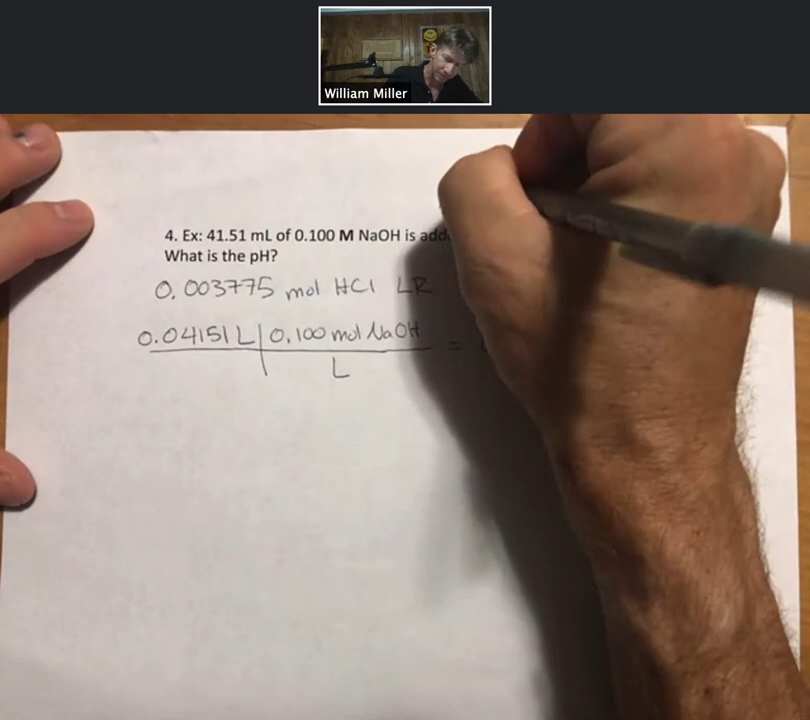 William Miller
4. Ex: 41.51 mL of 0.100 M NaOH is
What is the pH?
0.003775 mol HCl LR
0.04151 L | 0.100 mol NaOH =
L